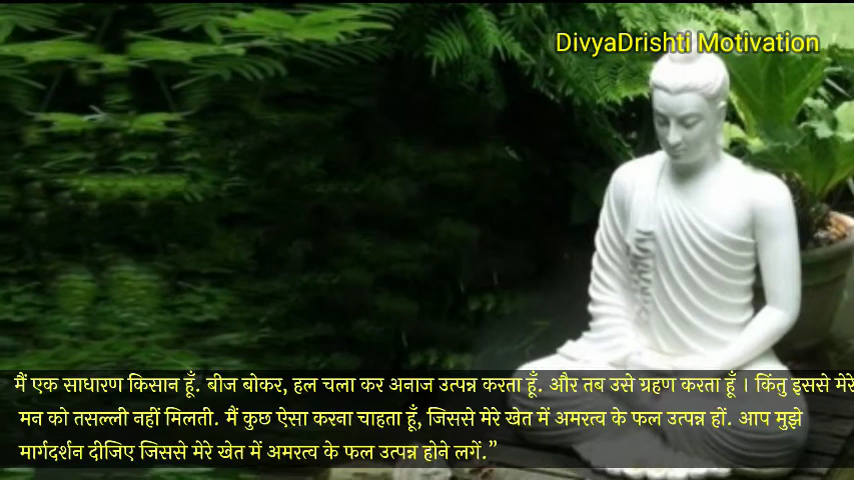 DivyaDrishti Motivation
मैं एक साधारण किसान हूँ. बीज बोकर, हल चला कर अनाज उत्पन्न करता हूँ. और तब उसे ग्रहण करता हूँ । किंतु इससे मेरे
मन को तसल्ली नहीं मिलती. मैं कुछ ऐसा करना चाहता हूँ, जिससे मेरे खेत में अमरत्व के फल उत्पन्न हों. आप मुझे
मार्गदर्शन दीजिए जिससे मेरे खेत में अमरत्व के फल उत्पन्न होने लगें.”